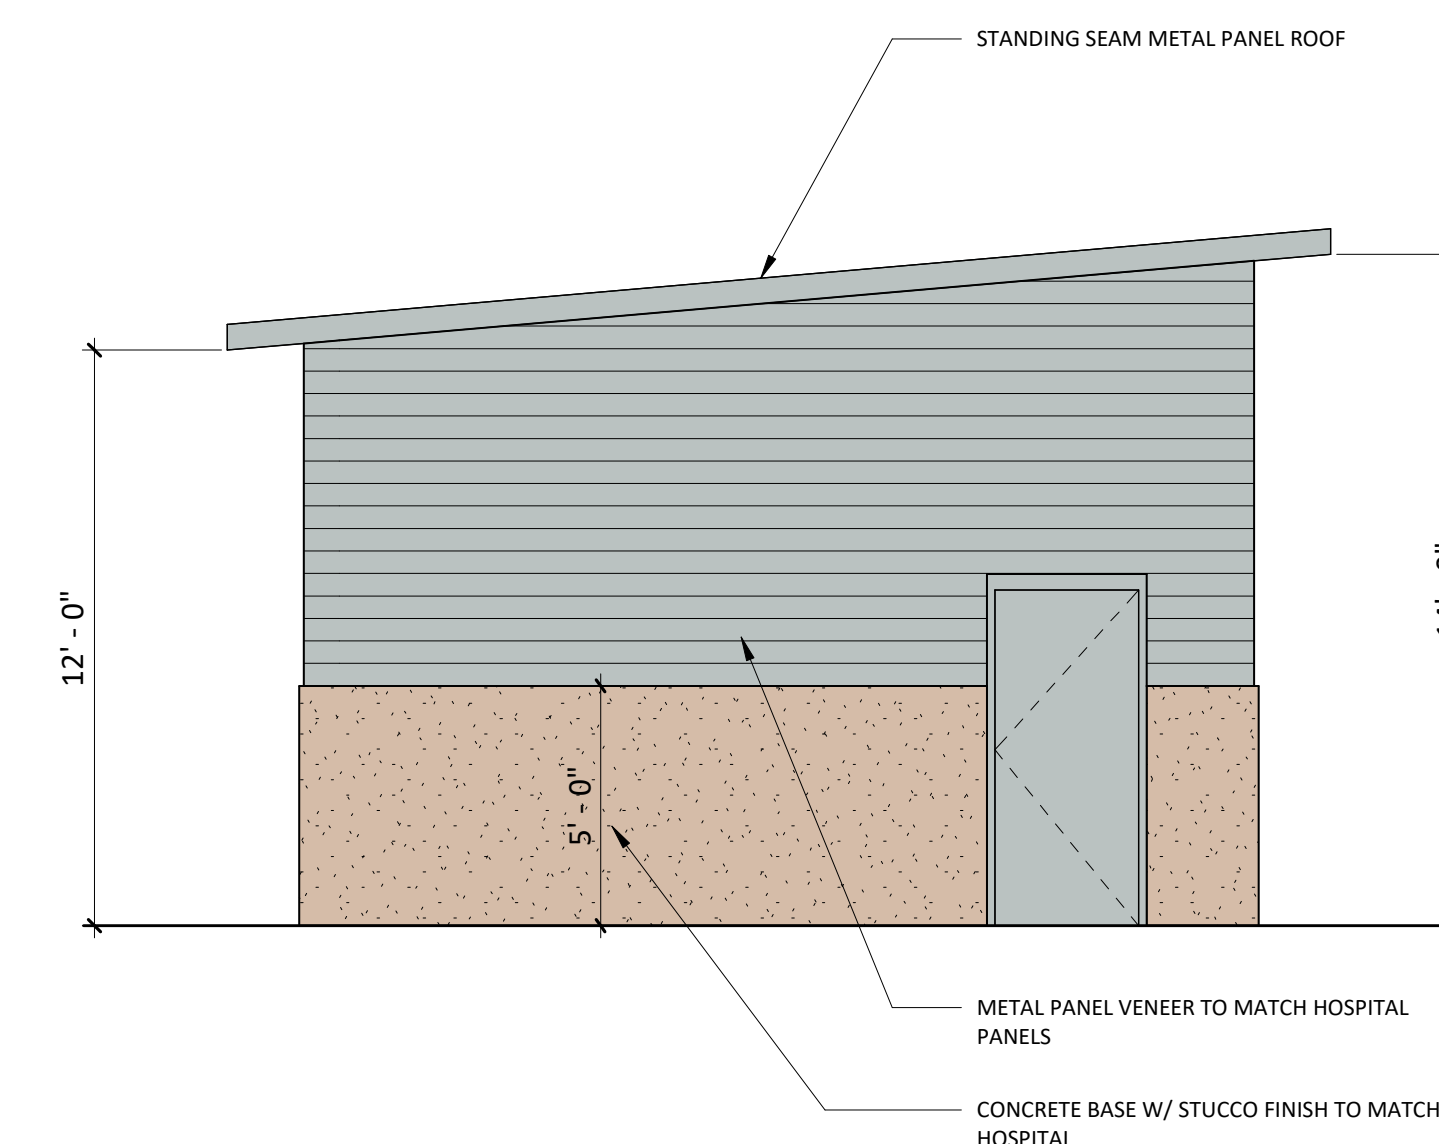 STANDING SEAM METAL PANEL ROOF
12' - 0"
5' - 0"
METAL PANEL VENEER TO MATCH HOSPITAL
PANELS
CONCRETE BASE W/ STUCCO FINISH TO MATCH
HOSPITAL